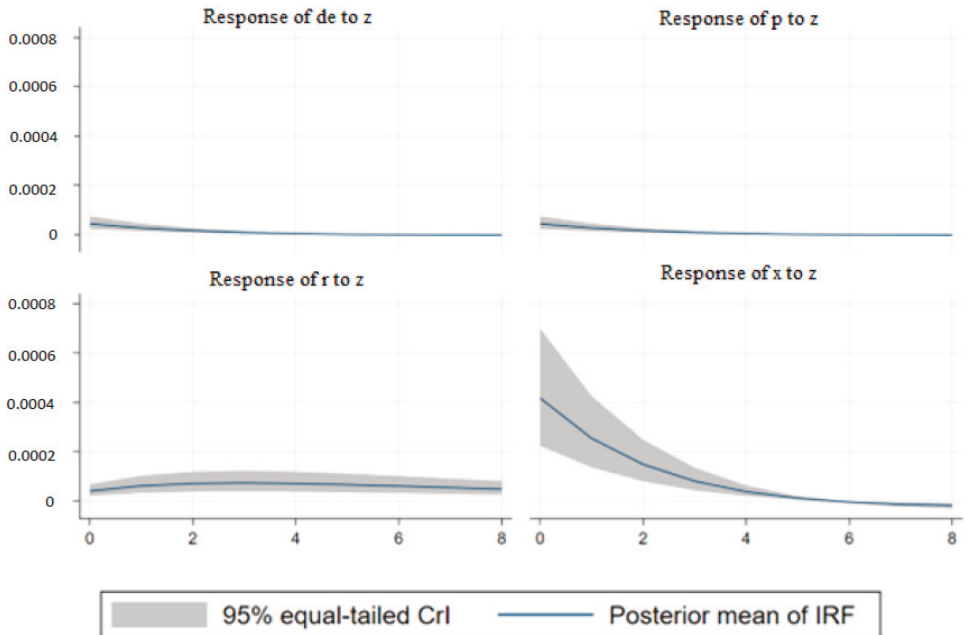 Response of de to z
Response of p to z
0.0008
0.0006
0.0004
0.0002
0
Response of r to z
Response of x to z
0.0008
0.0006
0.0004
0.0002
0
0 2 4 6 8
0 2 4 6 8
95% equal-tailed CrI
Posterior mean of IRF